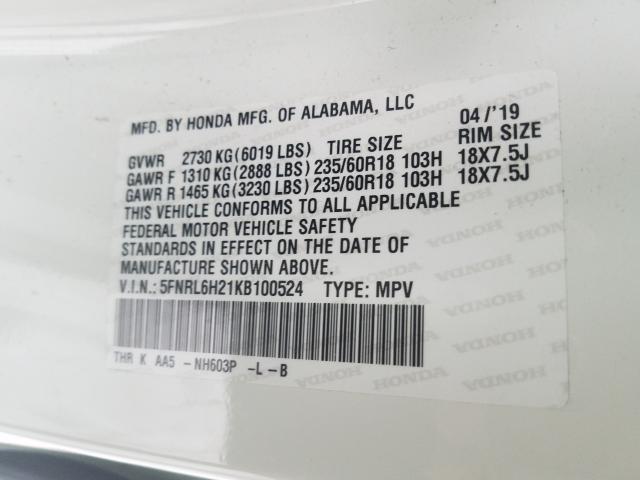 MFD. BY HONDA MFG. OF ALABAMA, LLC 04/'19
GVWR 2730 KG (6019 LBS) TIRE SIZE RIM SIZE
GAWR F 1310 KG (2888 LBS) 235/60R18 103H 18X7.5J
GAWR R 1465 KG (3230 LBS) 235/60R18 103H 18X7.5J
THIS VEHICLE CONFORMS TO ALL APPLICABLE
FEDERAL MOTOR VEHICLE SAFETY
STANDARDS IN EFFECT ON THE DATE OF
MANUFACTURE SHOWN ABOVE.
V.I.N.: 5FNRL6H21KB100524 TYPE: MPV
THR K AA5 -NH603P -L-B